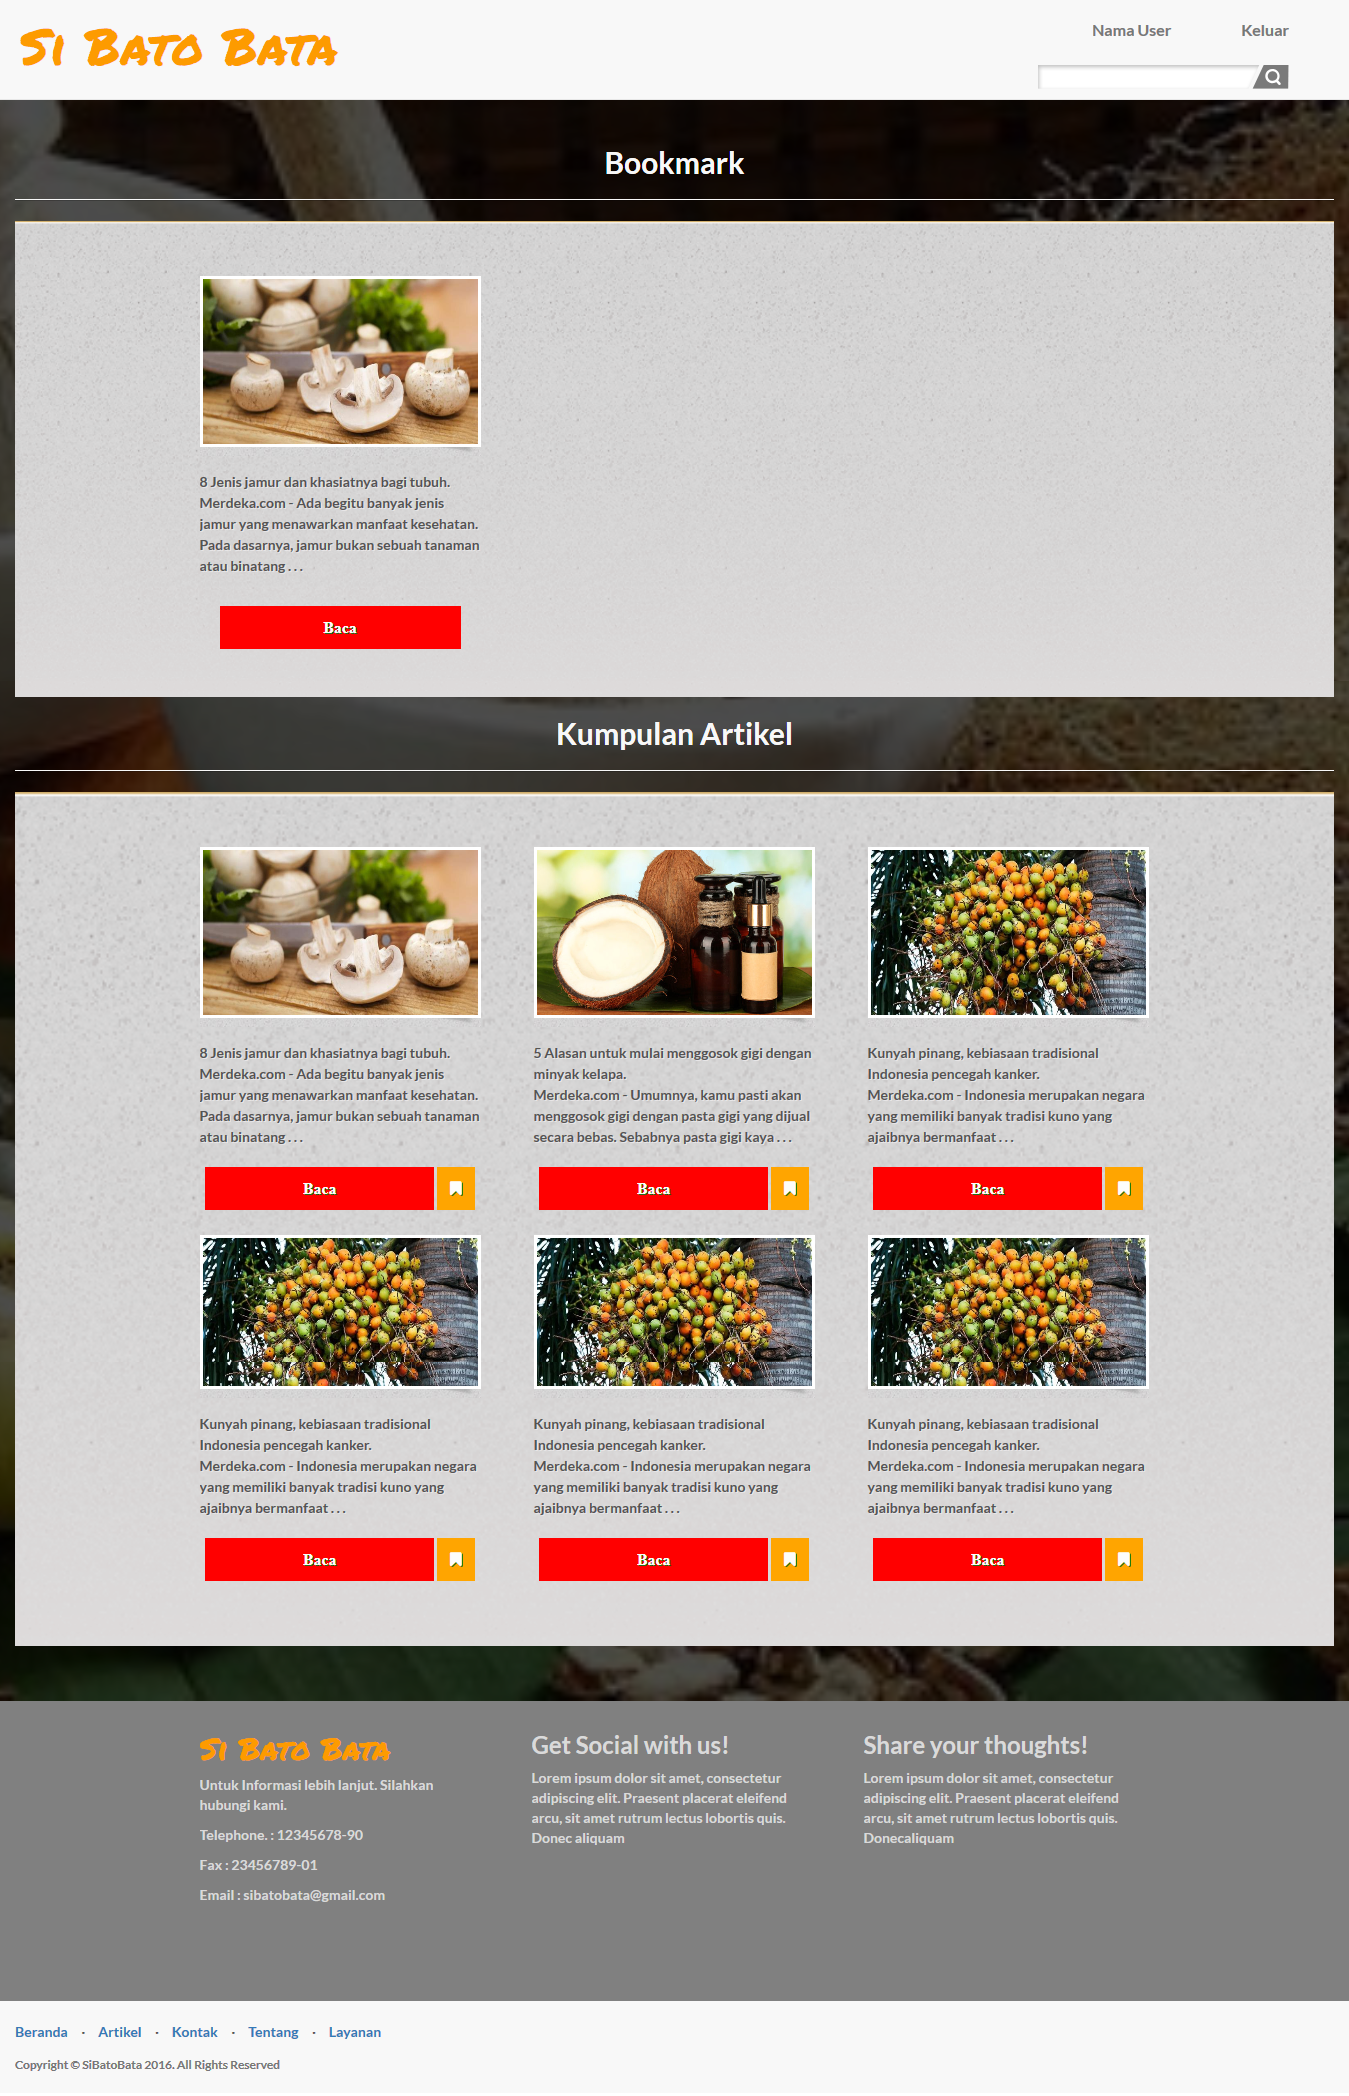 Si Bato Bata
Nama User
Keluar
Bookmark
8 Jenis jamur dan khasiatnya bagi tubuh.
Merdeka.com - Ada begitu banyak jenis
jamur yang menawarkan manfaat kesehatan.
Pada dasarnya, jamur bukan sebuah tanaman
atau binatang . . .
Baca
Kumpulan Artikel
8 Jenis jamur dan khasiatnya bagi tubuh.
Merdeka.com - Ada begitu banyak jenis
jamur yang menawarkan manfaat kesehatan.
Pada dasarnya, jamur bukan sebuah tanaman
atau binatang . . .
Baca
5 Alasan untuk mulai menggosok gigi dengan
minyak kelapa.
Merdeka.com - Umumnya, kamu pasti akan
menggosok gigi dengan pasta gigi yang dijual
secara bebas. Sebabnya pasta gigi kaya . . .
Baca
Kunyah pinang, kebiasaan tradisional
Indonesia pencegah kanker.
Merdeka.com - Indonesia merupakan negara
yang memiliki banyak tradisi kuno yang
ajaibnya bermanfaat . . .
Baca
Kunyah pinang, kebiasaan tradisional
Indonesia pencegah kanker.
Merdeka.com - Indonesia merupakan negara
yang memiliki banyak tradisi kuno yang
ajaibnya bermanfaat . . .
Baca
Kunyah pinang, kebiasaan tradisional
Indonesia pencegah kanker.
Merdeka.com - Indonesia merupakan negara
yang memiliki banyak tradisi kuno yang
ajaibnya bermanfaat . . .
Baca
Kunyah pinang, kebiasaan tradisional
Indonesia pencegah kanker.
Merdeka.com - Indonesia merupakan negara
yang memiliki banyak tradisi kuno yang
ajaibnya bermanfaat . . .
Baca
Si Bato Bata
Untuk Informasi lebih lanjut. Silahkan
hubungi kami.
Telephone. : 12345678-90
Fax : 23456789-01
Email : sibatobata@gmail.com
Get Social with us!
Lorem ipsum dolor sit amet, consectetur
adipiscing elit. Praesent placerat eleifend
arcu, sit amet rutrum lectus lobortis quis.
Donec aliquam
Share your thoughts!
Lorem ipsum dolor sit amet, consectetur
adipiscing elit. Praesent placerat eleifend
arcu, sit amet rutrum lectus lobortis quis.
Donecaliquam
Beranda · Artikel · Kontak · Tentang · Layanan
Copyright © SiBatoBata 2016. All Rights Reserved